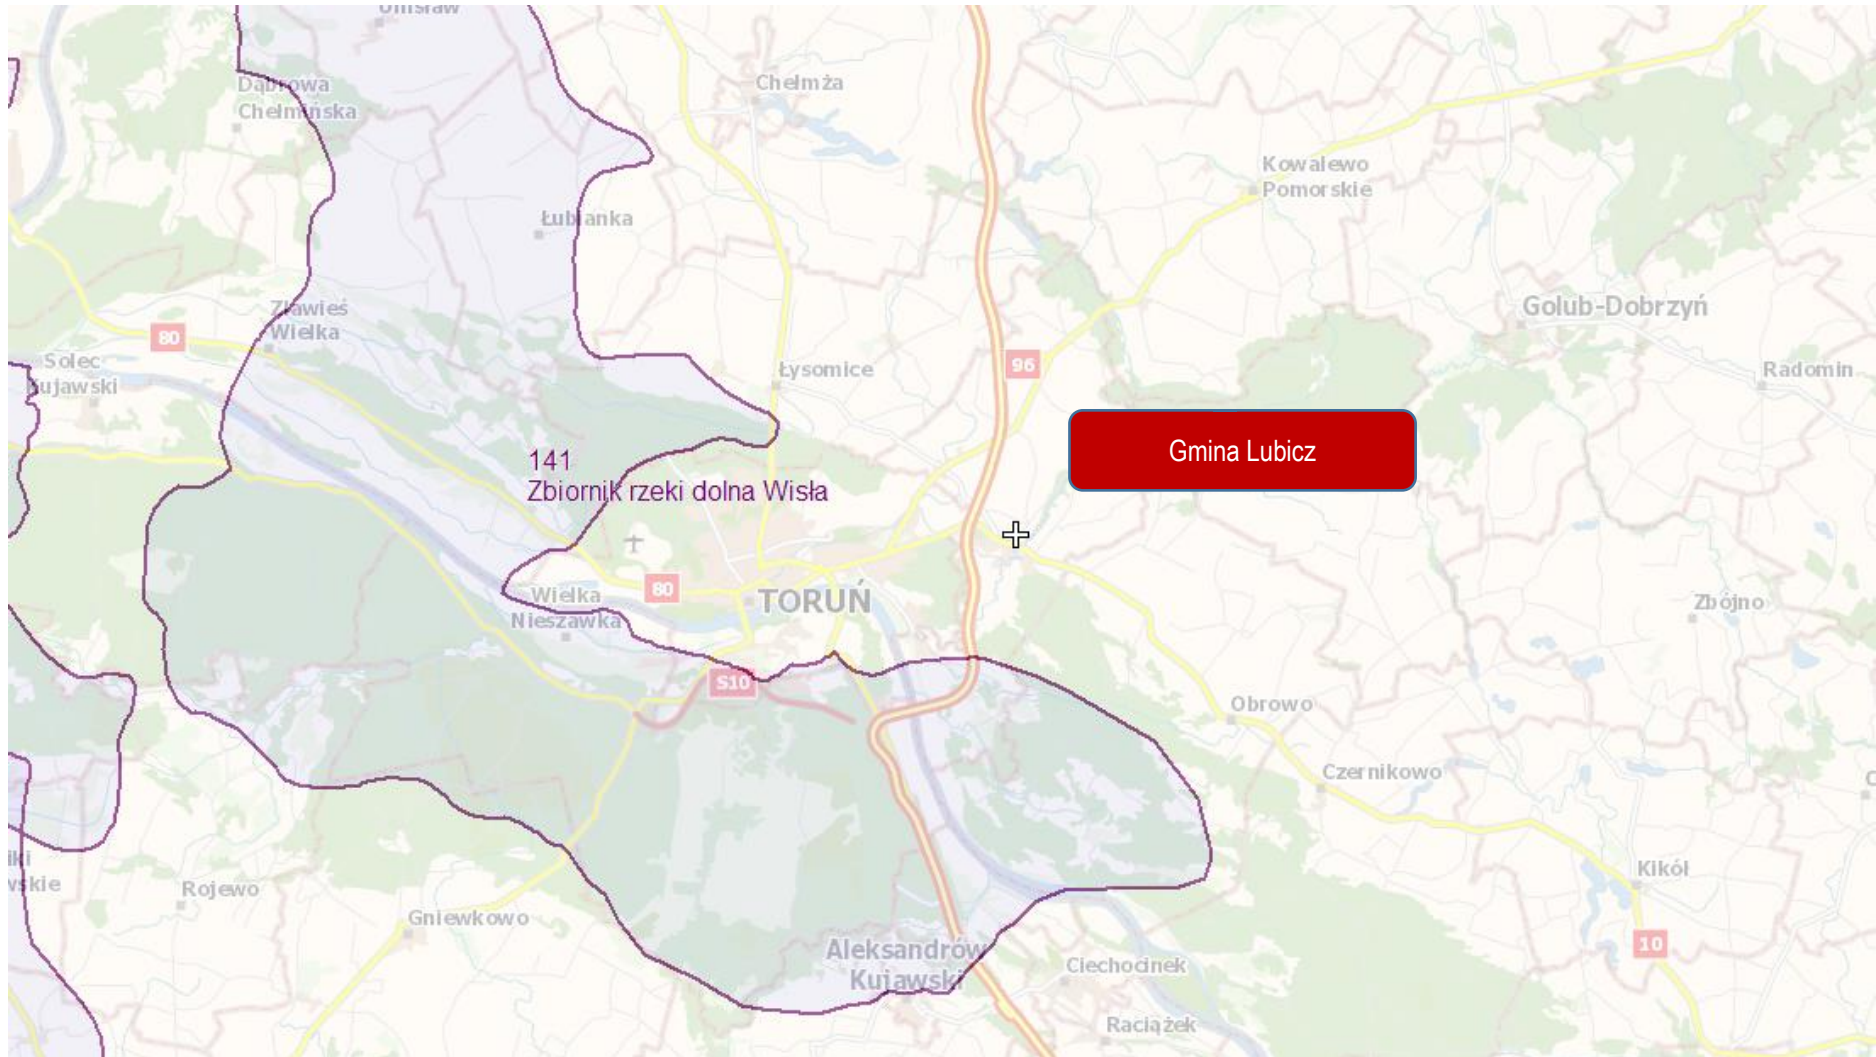 Unisław
Dąbrowa
Chełmińska
Chełmża
Kowalewo
Pomorskie
Łubianka
Zławieś
Wielka
80
Golub-Dobrzyń
Solec
Kujawski
Łysomice
96
Radomin
Gmina Lubicz
141
Zbiornik rzeki dolna Wisła
80
Wielka
Nieszawka
TORUŃ
Zbójno
S10
Obrowo
Czernikowo
Rojewo
Gniewkowo
Kikół
10
Aleksandrów
Kujawski
Ciechocinek
Raciążek